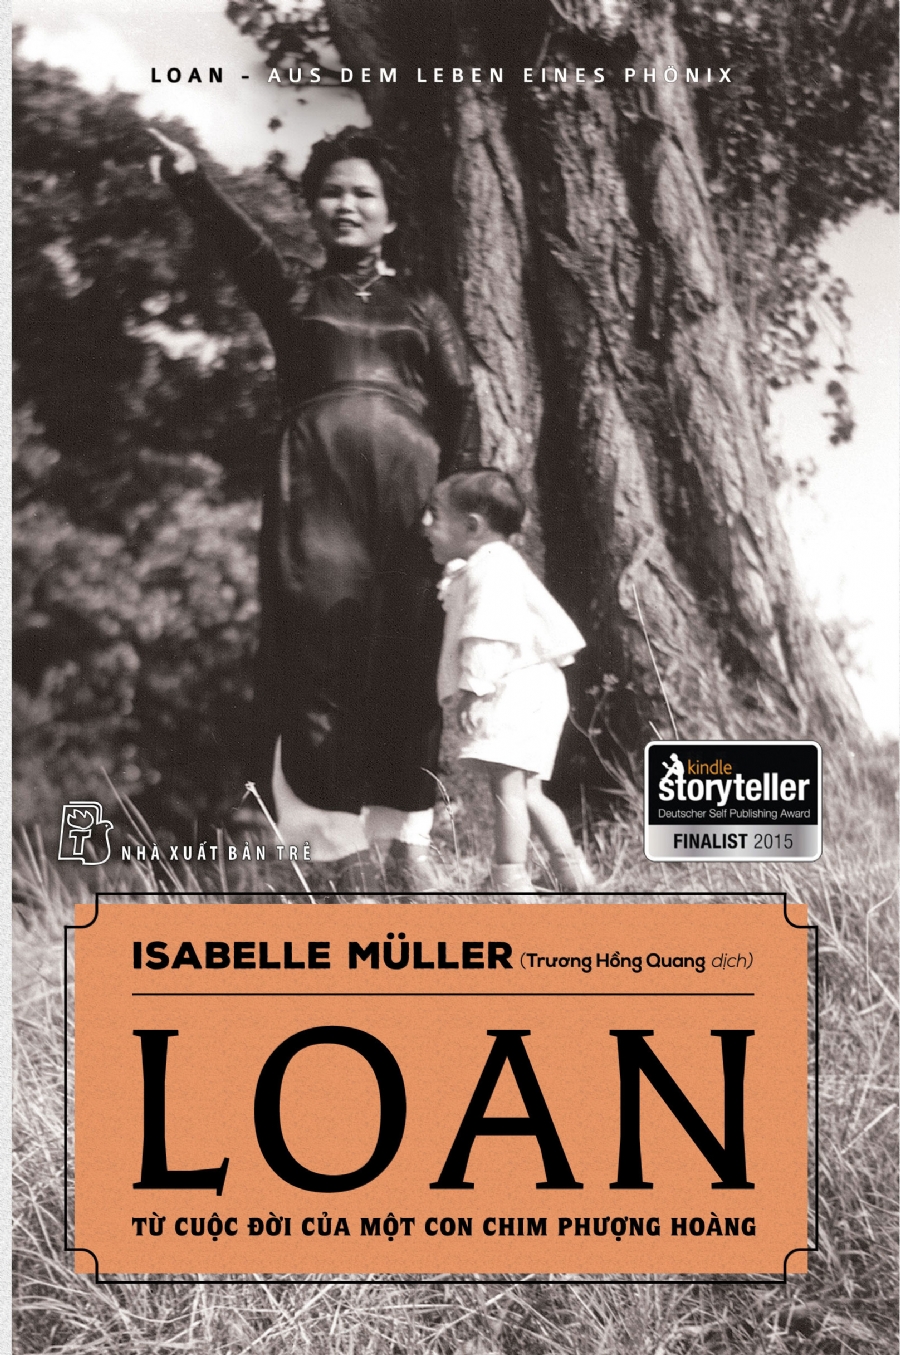 LOAN - AUS DEM LEBEN EINES PHÖNIX
kindle
storyteller
Deutscher Self Publishing Award
FINALIST 2015
T
NHÀ XUẤT BẢN TRẺ
ISABELLE MÜLLER (Trương Hồng Quang dịch)
LOAN
TỪ CUỘC ĐỜI CỦA MỘT CON CHIM PHƯỢNG HOÀNG